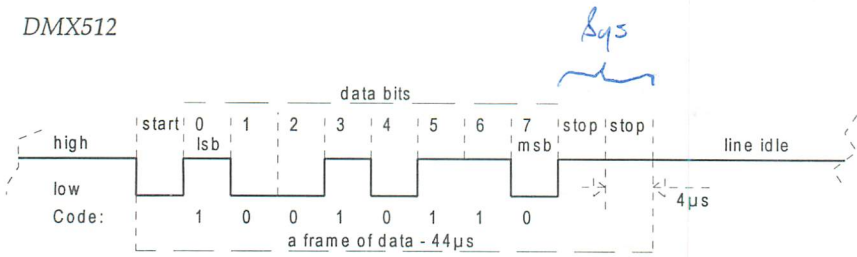 DMX512
8µs
data bits
start 0 1 2 3 4 5 6 7 stop stop
high lsb msb line idle
low
4µs
Code: 1 0 0 1 0 1 1 0
a frame of data - 44µs